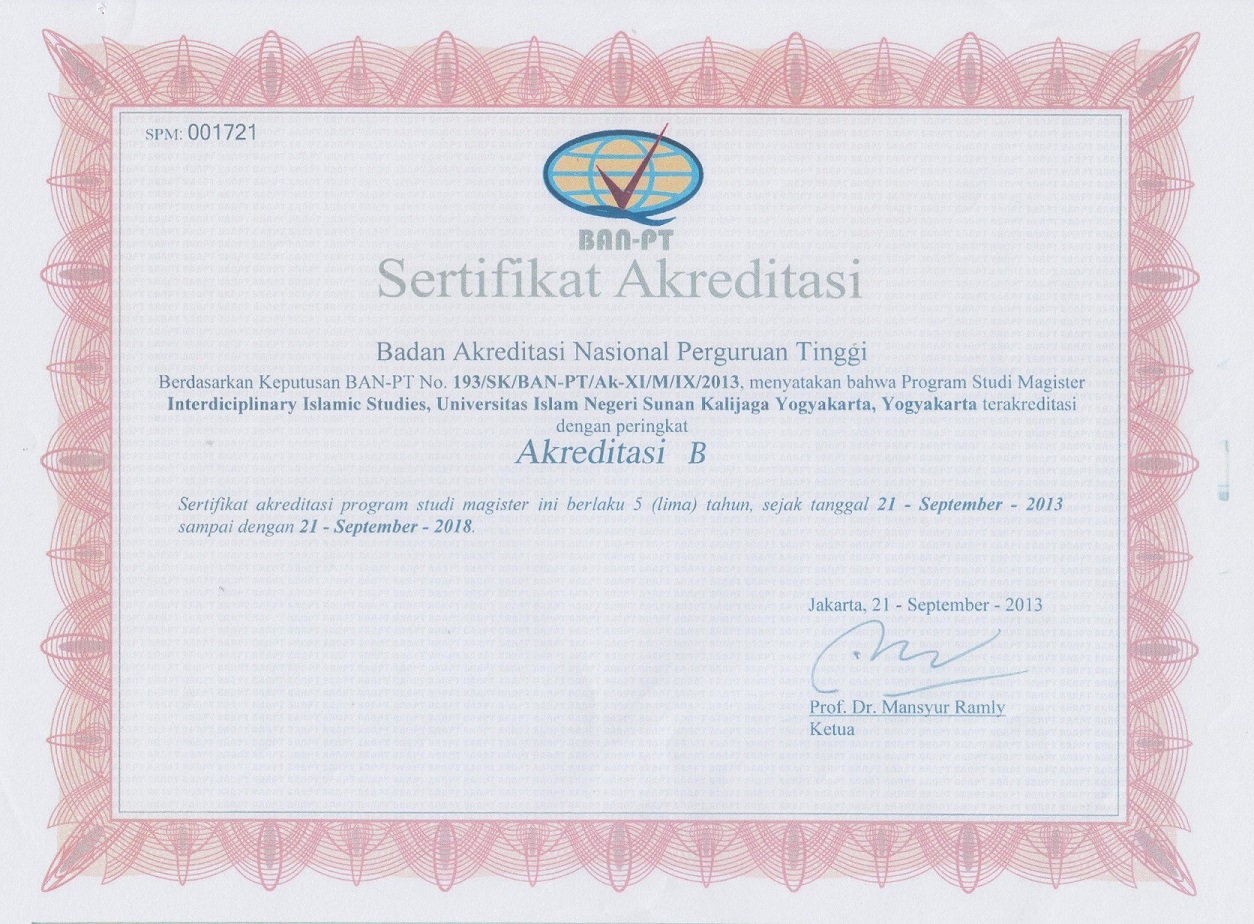 SPM: 001721
BAN-PT
Sertifikat Akreditasi
Badan Akreditasi Nasional Perguruan Tinggi
Berdasarkan Keputusan BAN-PT No. 193/SK/BAN-PT/Ak-XI/M/IX/2013, menyatakan bahwa Program Studi Magister
Interdiciplinary Islamic Studies, Universitas Islam Negeri Sunan Kalijaga Yogyakarta, Yogyakarta terakreditasi
dengan peringkat
Akreditasi B
Sertifikat akreditasi program studi magister ini berlaku 5 (lima) tahun, sejak tanggal 21 - September - 2013
sampai dengan 21 - September - 2018.
Jakarta, 21 - September - 2013
Prof. Dr. Mansyur Ramly
Ketua